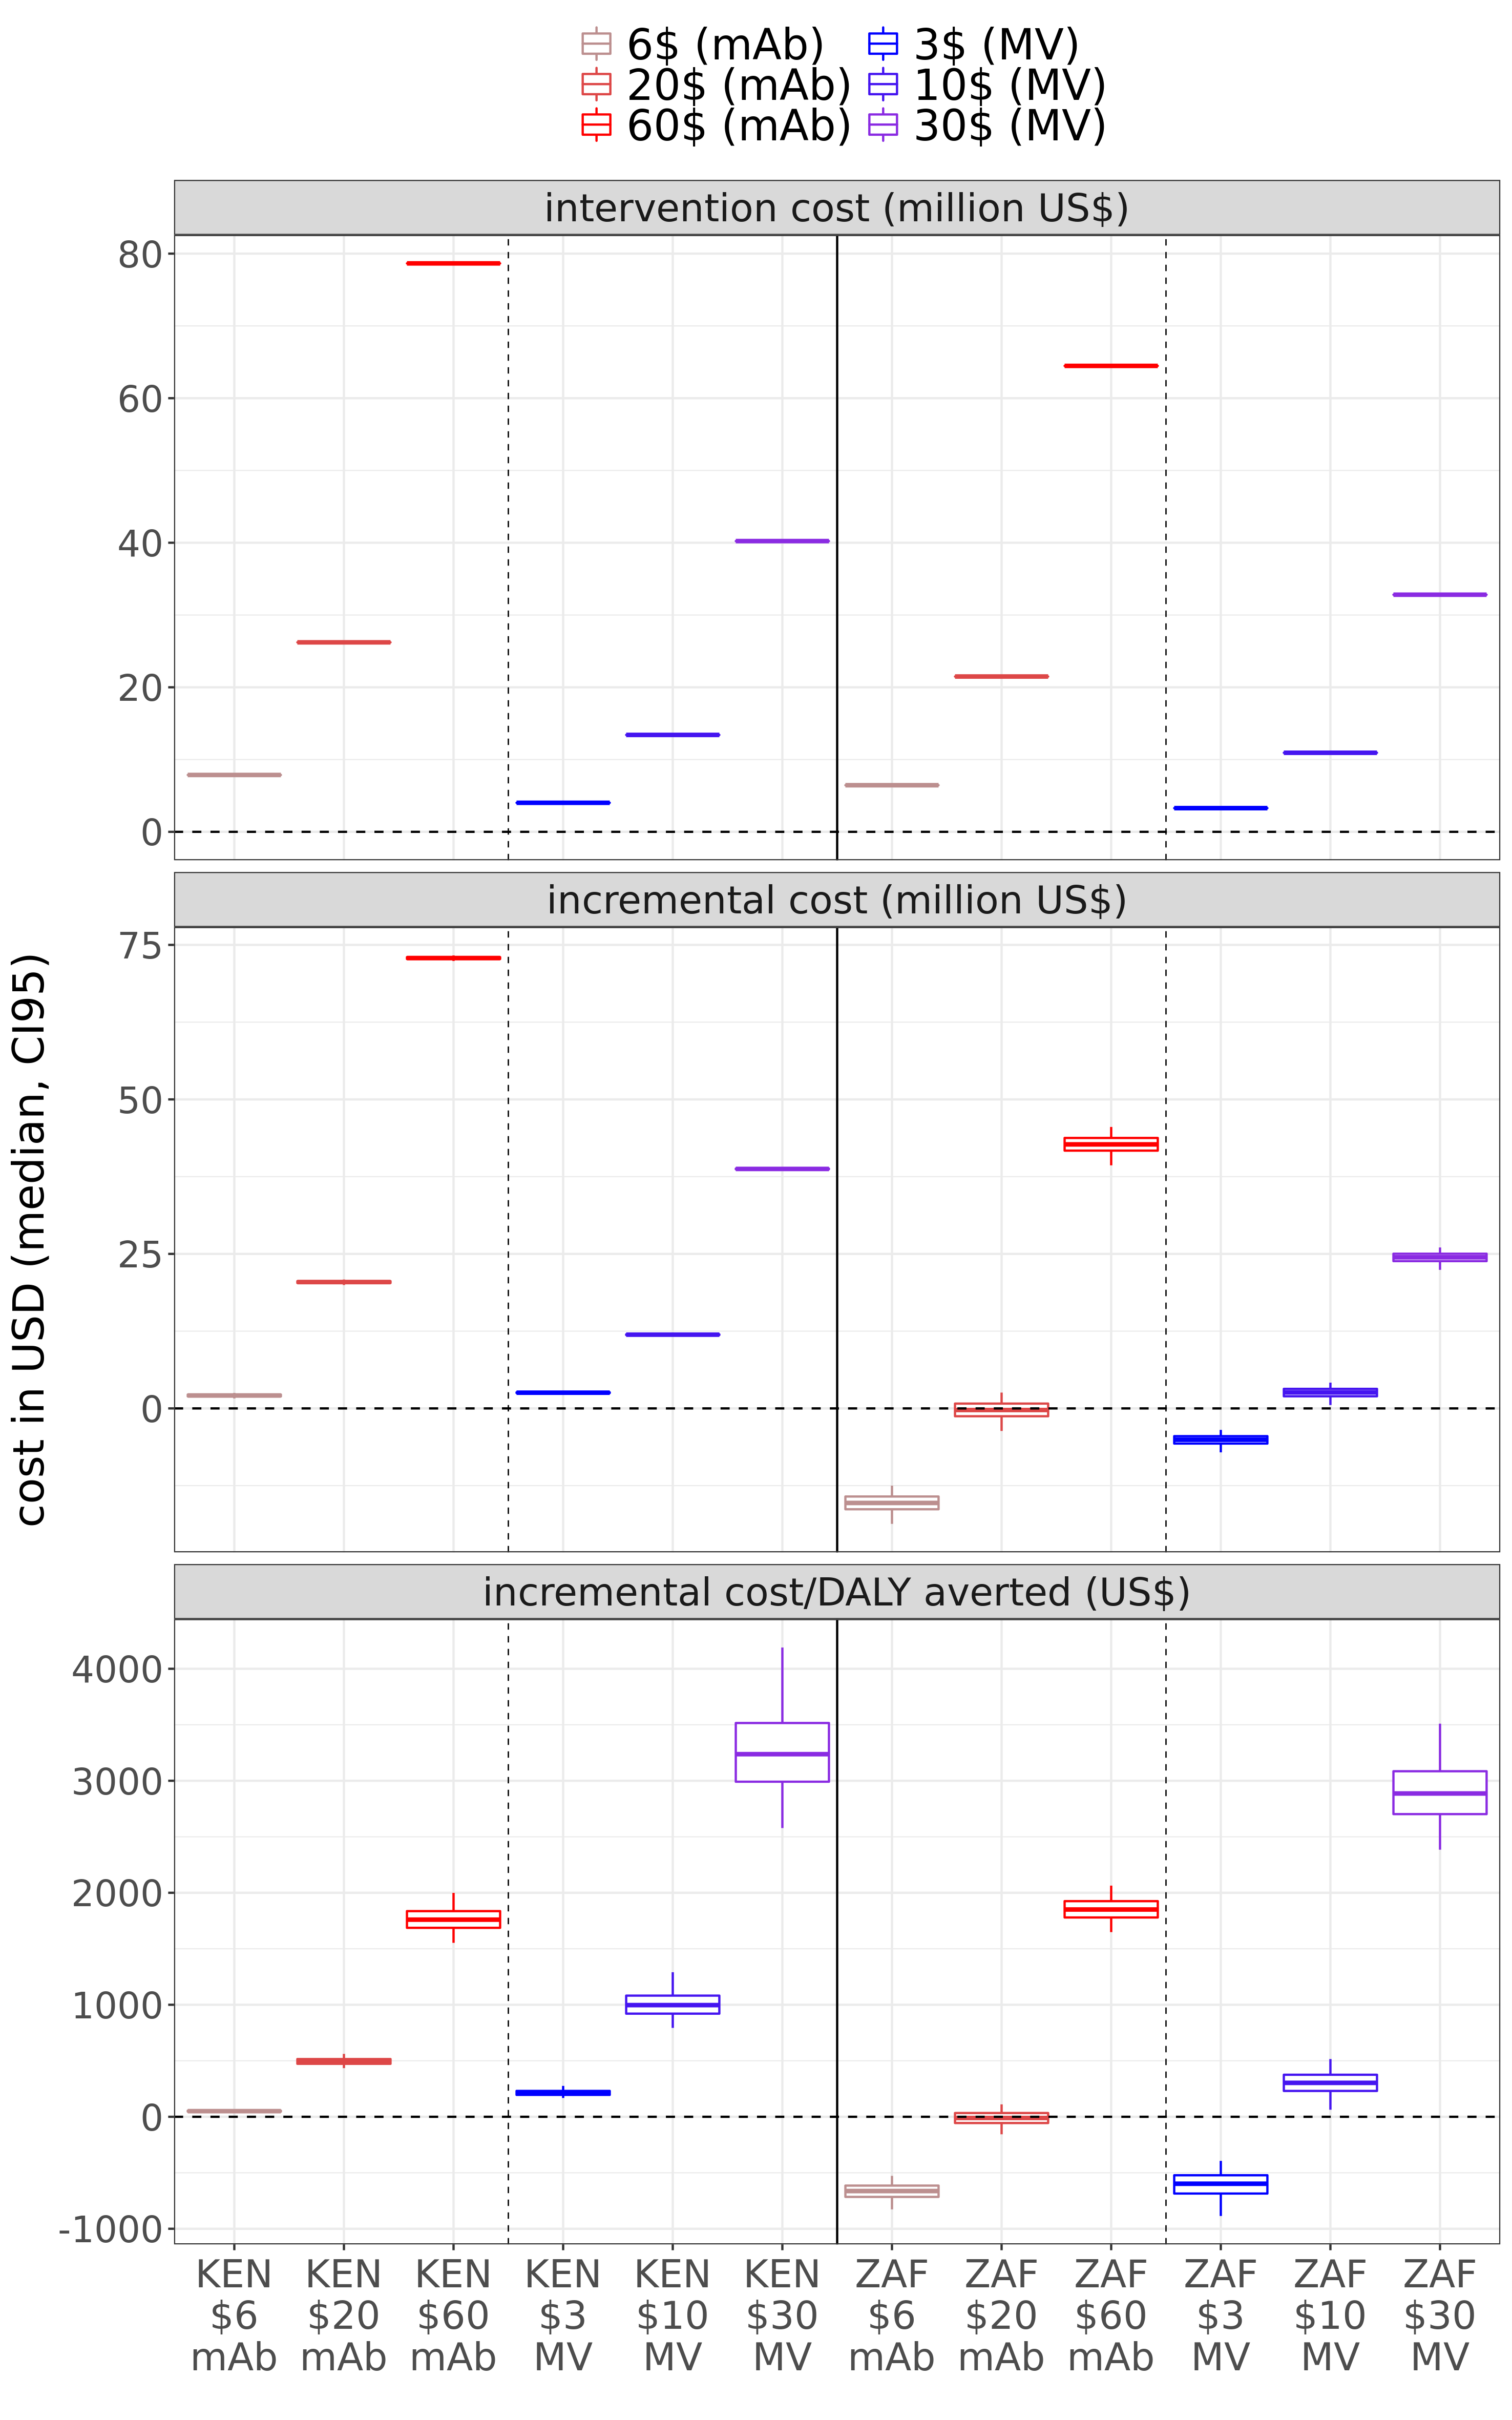 6$ (mAb) 3$ (MV)
20$ (mAb) 10$ (MV)
60$ (mAb) 30$ (MV)
cost in USD (median, CI95)
intervention cost (million US$)
80
60
40
20
0
incremental cost (million US$)
75
50
25
0
incremental cost/DALY averted (US$)
4000
3000
2000
1000
0
-1000
KEN KEN KEN KEN KEN KEN ZAF ZAF ZAF ZAF ZAF ZAF
$6 $20 $60 $3 $10 $30 $6 $20 $60 $3 $10 $30
mAb mAb mAb MV MV MV mAb mAb mAb MV MV MV